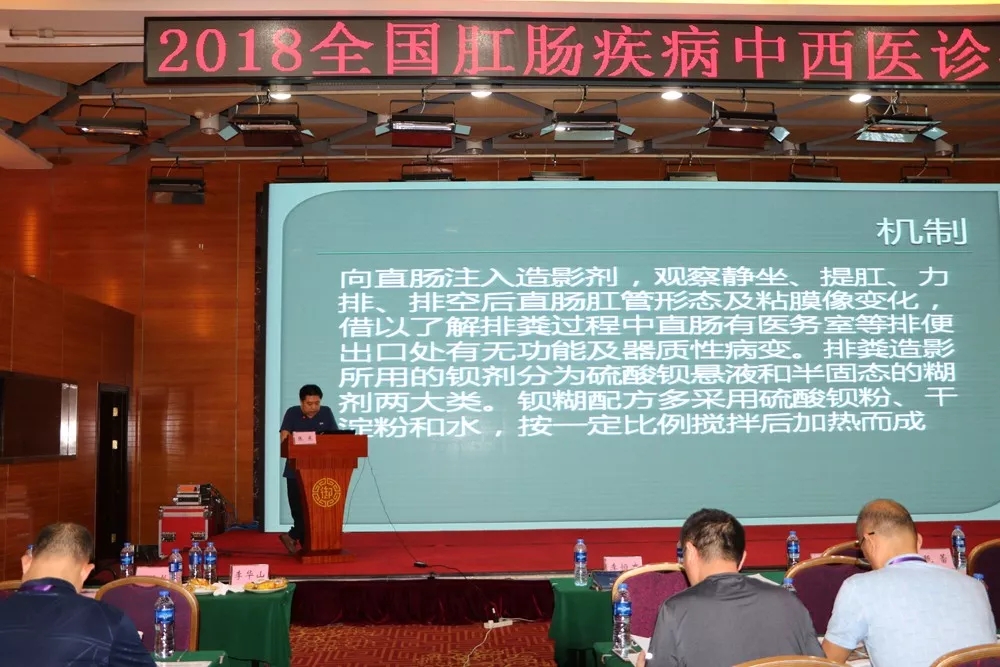 2018全国肛肠疾病中西医诊
机制
向直肠注入造影剂，观察静坐、提肛、力
排、排空后直肠肛管形态及粘膜像变化，
借以了解排粪过程中直肠有医务室等排便
出口处有无功能及器质性病变。排粪造影
所用的钡剂分为硫酸钡悬液和半固态的糊
剂两大类。钡糊配方多采用硫酸钡粉、干
淀粉和水，按一定比例搅拌后加热而成
李华山